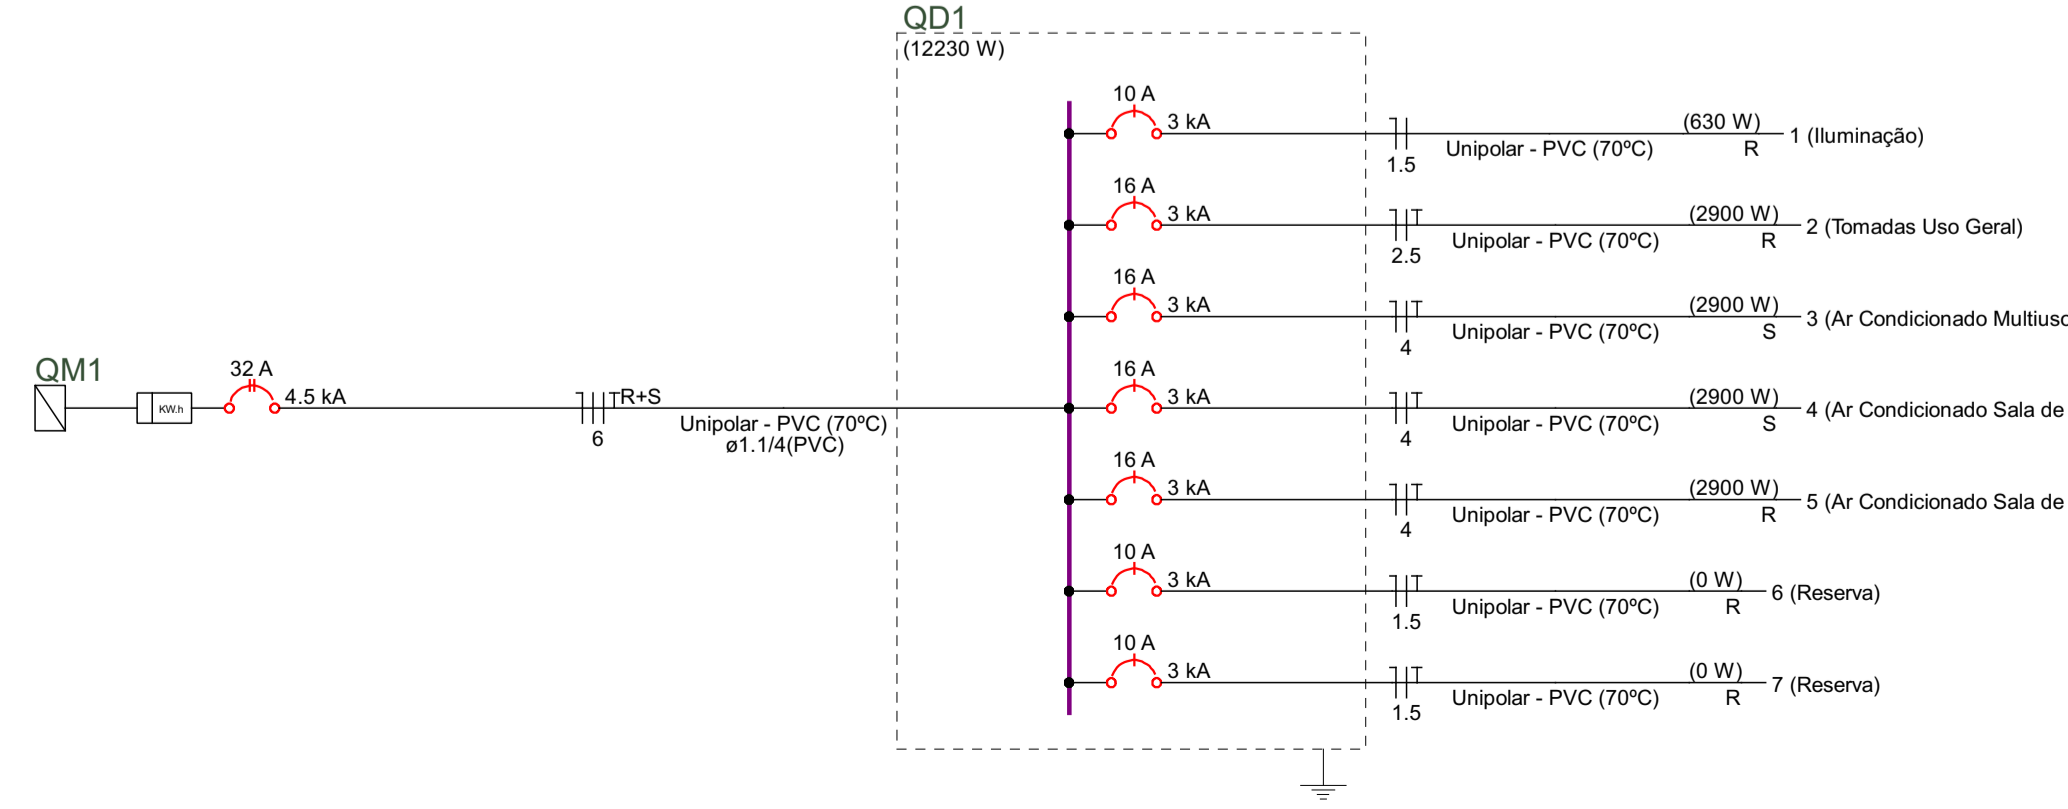 QD1
(12230 W)
10 A
3 kA
1.5
Unipolar - PVC (70ºC)
(630 W)
R
1 (Iluminação)
16 A
3 kA
2.5
Unipolar - PVC (70ºC)
(2900 W)
R
2 (Tomadas Uso Geral)
16 A
3 kA
4
Unipolar - PVC (70ºC)
(2900 W)
S
3 (Ar Condicionado Multiuso
QM1
KW.h
32 A
4.5 kA
R+S
6
Unipolar - PVC (70ºC)
ø1.1/4(PVC)
16 A
3 kA
4
Unipolar - PVC (70ºC)
(2900 W)
S
4 (Ar Condicionado Sala de
16 A
3 kA
4
Unipolar - PVC (70ºC)
(2900 W)
R
5 (Ar Condicionado Sala de
10 A
3 kA
1.5
Unipolar - PVC (70ºC)
(0 W)
R
6 (Reserva)
10 A
3 kA
1.5
Unipolar - PVC (70ºC)
(0 W)
R
7 (Reserva)